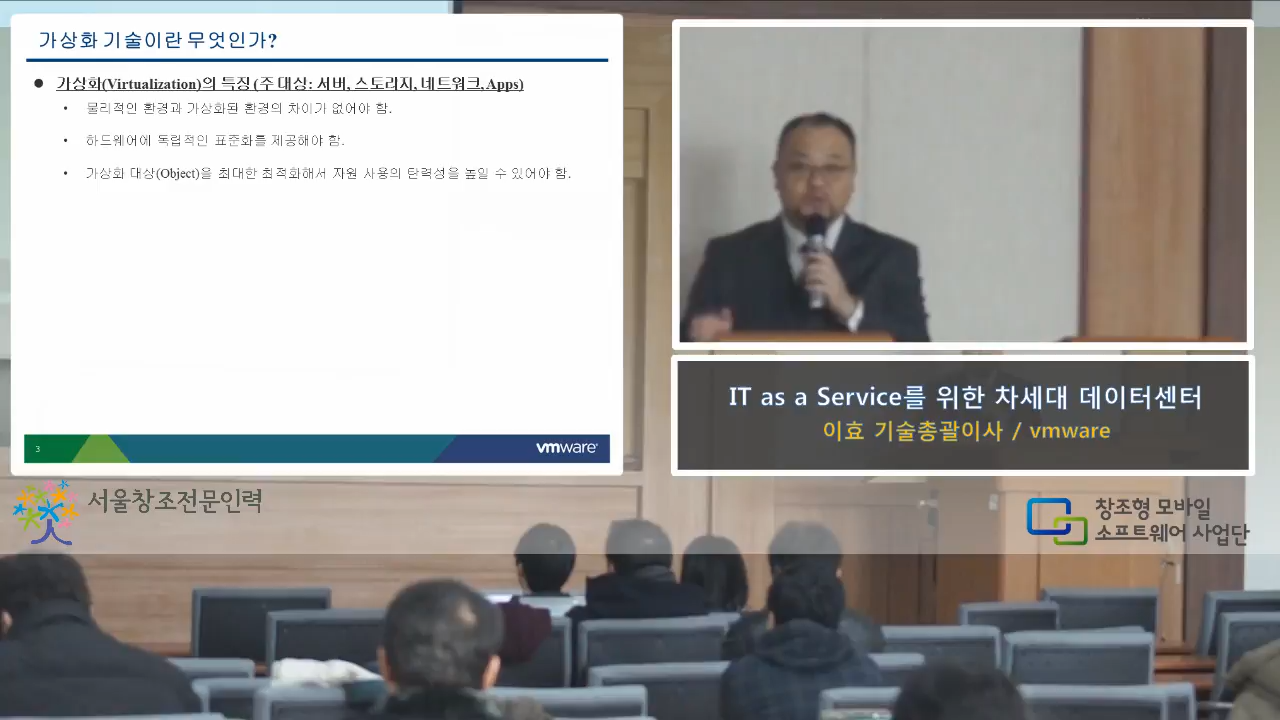 가상화 기술이란 무엇인가?
가상화(Virtualization)의 특징 (주 대상: 서버, 스토리지, 네트워크, Apps)
물리적인 환경과 가상화된 환경의 차이가 없어야 함.
하드웨어에 독립적인 표준화를 제공해야 함.
가상화 대상(Object)을 최대한 최적화해서 자원 사용의 탄력성을 높일 수 있어야 함.
3
vmware
IT as a Service를 위한 차세대 데이터센터
이효 기술총괄이사 / vmware
서울창조전문인력
창조형 모바일
소프트웨어 사업단